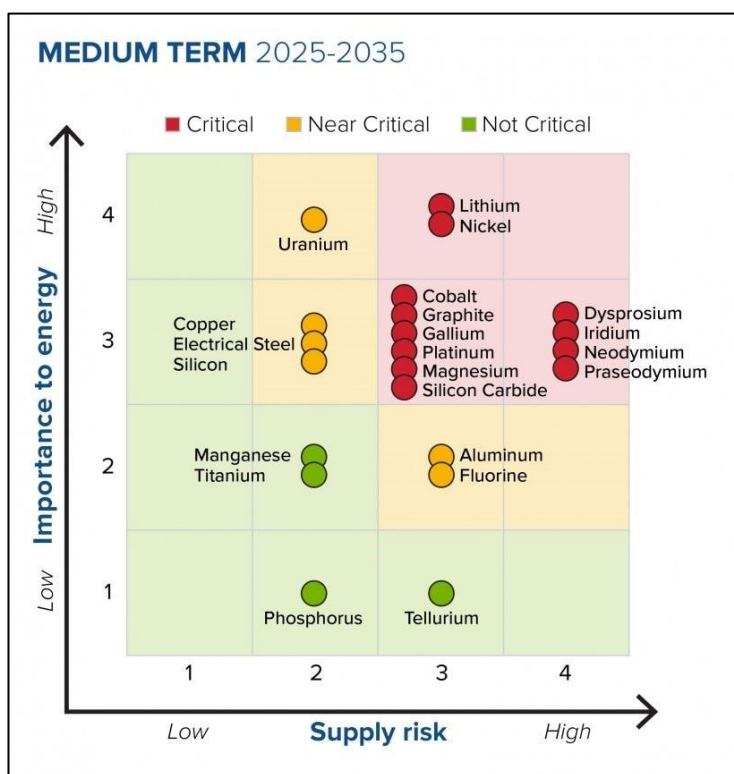 MEDIUM TERM 2025-2035
Critical
Near Critical
Not Critical
High
Importance to energy
Low
4
3
2
1
Uranium
Lithium
Nickel
Copper
Electrical Steel
Silicon
Cobalt
Graphite
Gallium
Platinum
Magnesium
Silicon Carbide
Dysprosium
Iridium
Neodymium
Praseodymium
Manganese
Titanium
Aluminum
Fluorine
Phosphorus
Tellurium
1
2
3
4
Low
Supply risk
High